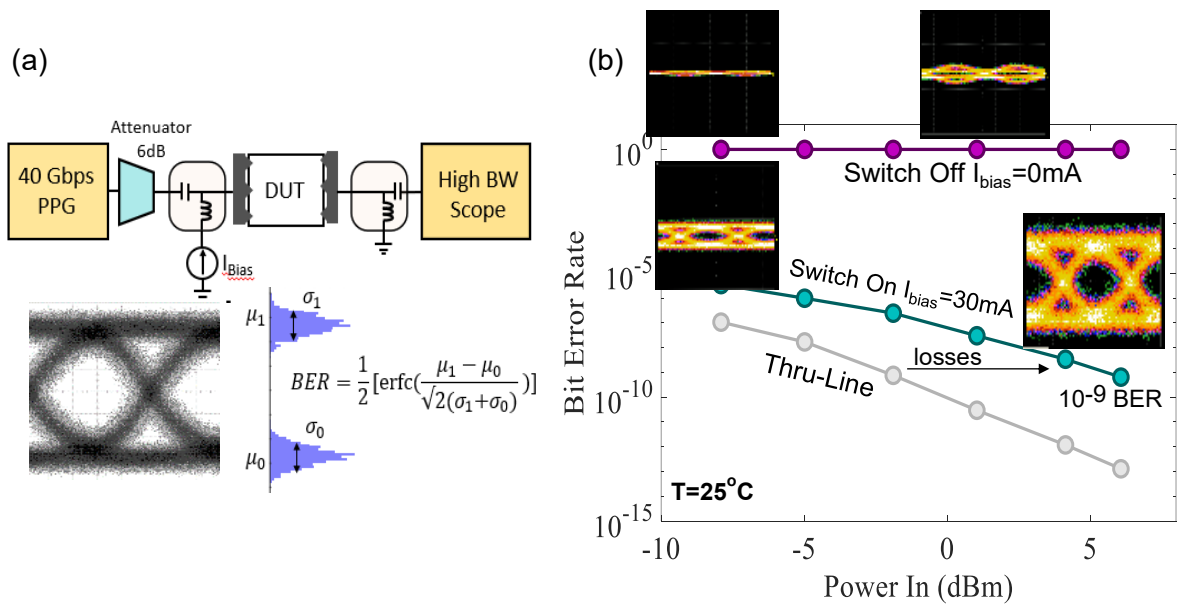 (a)
Attenuator
6dB
40 Gbps
PPG
DUT
High BW
Scope
I_Bias
μ₁
σ₁
BER = 1/2 [erfc( (μ₁ − μ₀) / √2(σ₁+σ₀) )]
σ₀
μ₀
(b)
10⁰
10⁻⁵
10⁻¹⁰
10⁻¹⁵
Bit Error Rate
Switch Off I_bias=0mA
Switch On I_bias=30mA
losses
Thru-Line
10⁻⁹ BER
T=25°C
-10
-5
0
5
Power In (dBm)